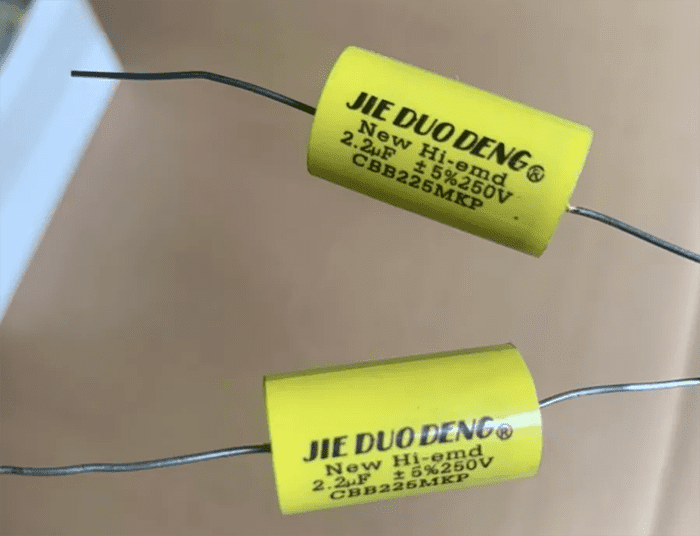 JIE DUO DENG®
New Hi-emd
2.2µF ±5%250V
CBB225MKP
JIE DUO DENG®
New Hi-emd
2.2µF ±5%250V
CBB225MKP